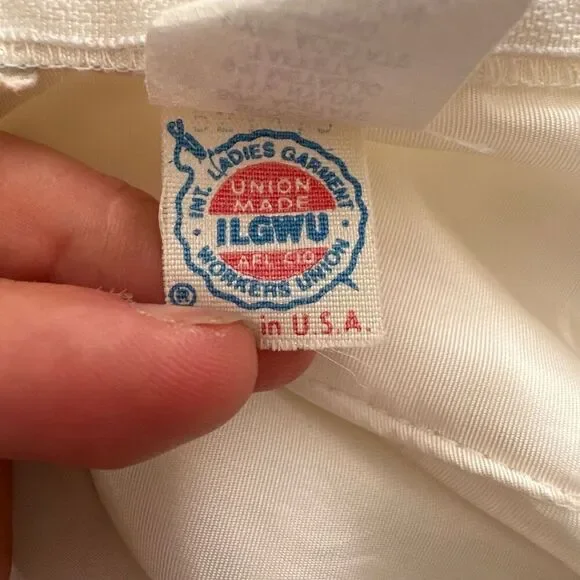 INT. LADIES GARMENT
UNION
MADE
ILGWU
AFL-CIO
WORKERS UNION
®
in U.S.A.